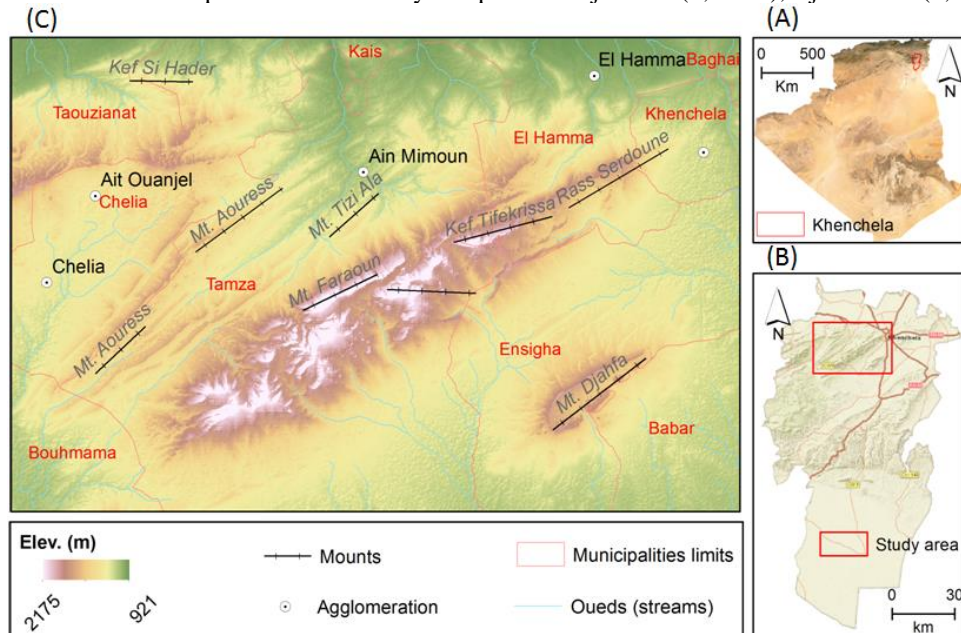 (C)
Kef Si Hader
Kais
El Hamma
Baghai
Taouzianat
Khenchela
El Hamma
Ain Mimoun
Ait Ouanjel
Chelia
Mt. Aouress
Mt. Tizi Ala
Kef Tifekrissa
Rass Serdoune
Chelia
Tamza
Mt. Faraoun
Mt. Aouress
Ensigha
Mt. Djahfa
Bouhmama
Babar
Elev. (m)
2175
921
Mounts
Agglomeration
Municipalities limits
Oueds (streams)
(A)
0 500
Km
N
Khenchela
(B)
N
Study area
0 30
km